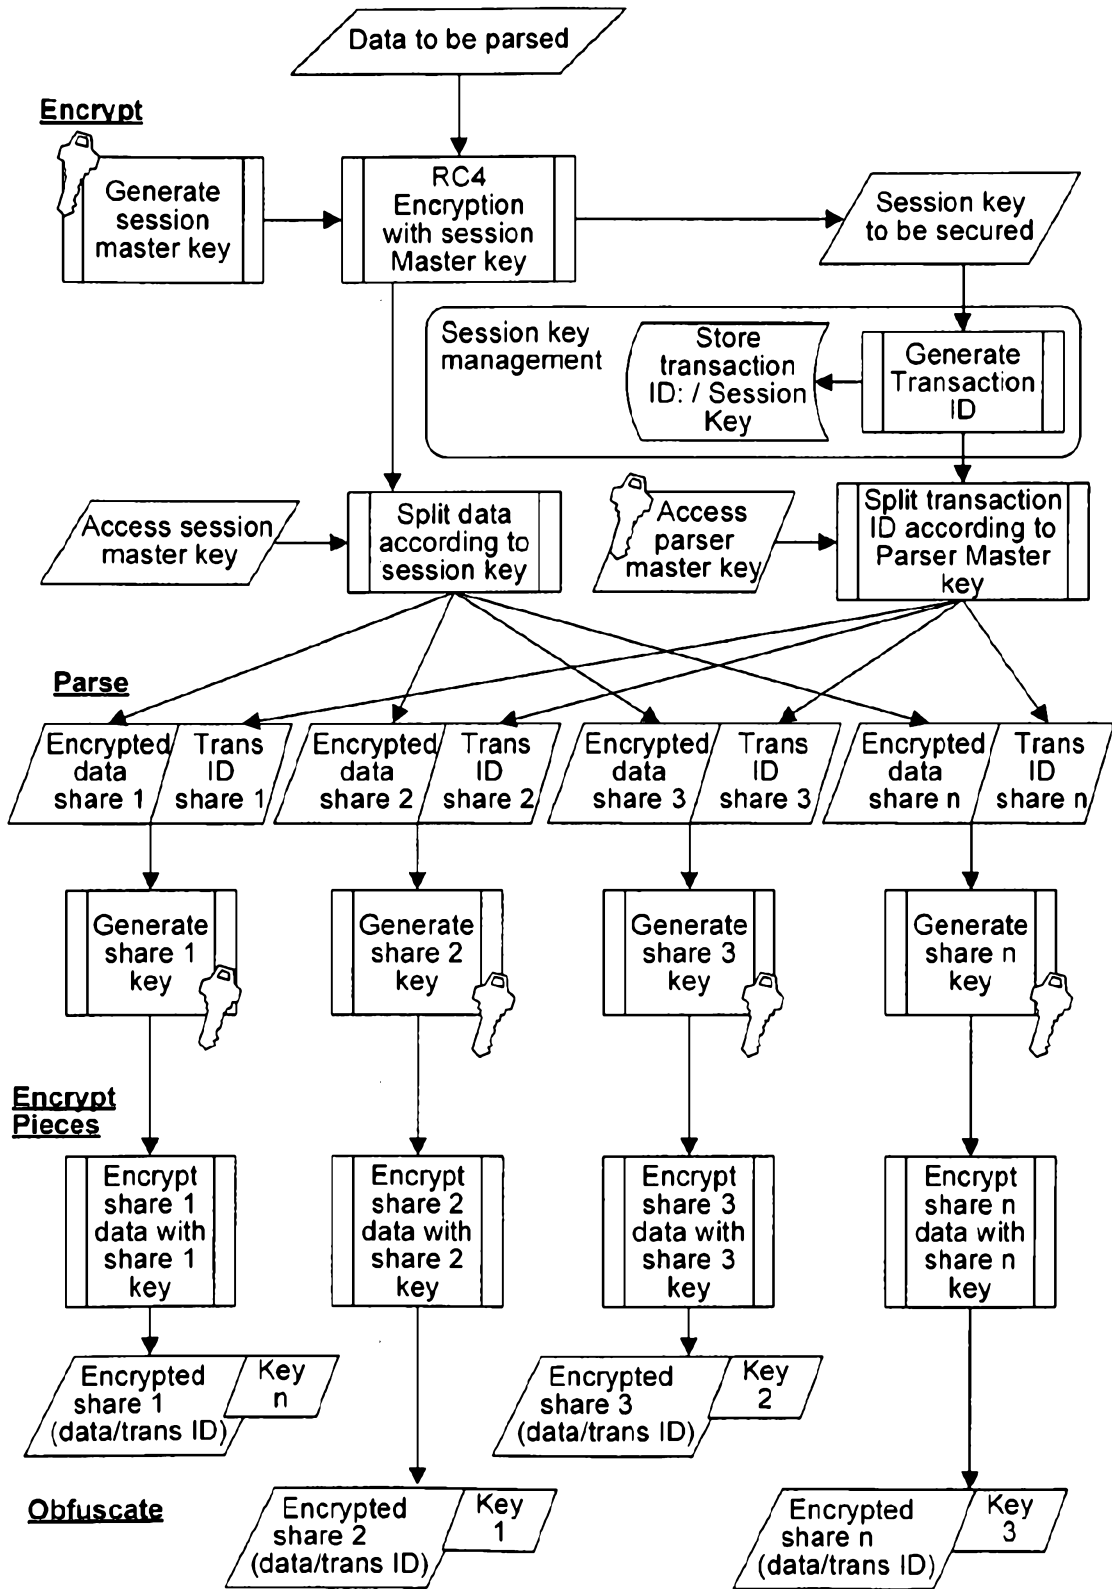 Data to be parsed
Encrypt
Generate
session
master key
RC4
Encryption
with session
Master key
Session key
to be secured
Session key
management
Store
transaction
ID: / Session
Key
Generate
Transaction
ID
Access session
master key
Split data
according to
session key
Access
parser
master key
Split transaction
ID according to
Parser Master
key
Parse
Encrypted
data
share 1
Trans
ID
share 1
Encrypted
data
share 2
Trans
ID
share 2
Encrypted
data
share 3
Trans
ID
share 3
Encrypted
data
share n
Trans
ID
share n
Generate
share 1
key
Generate
share 2
key
Generate
share 3
key
Generate
share n
key
Encrypt
Pieces
Encrypt
share 1
data with
share 1
key
Encrypt
share 2
data with
share 2
key
Encrypt
share 3
data with
share 3
key
Encrypt
share n
data with
share n
key
Encrypted
share 1
(data/trans ID)
Key
n
Encrypted
share 3
(data/trans ID)
Key
2
Obfuscate
Encrypted
share 2
(data/trans ID)
Key
1
Encrypted
share n
(data/trans ID)
Key
3